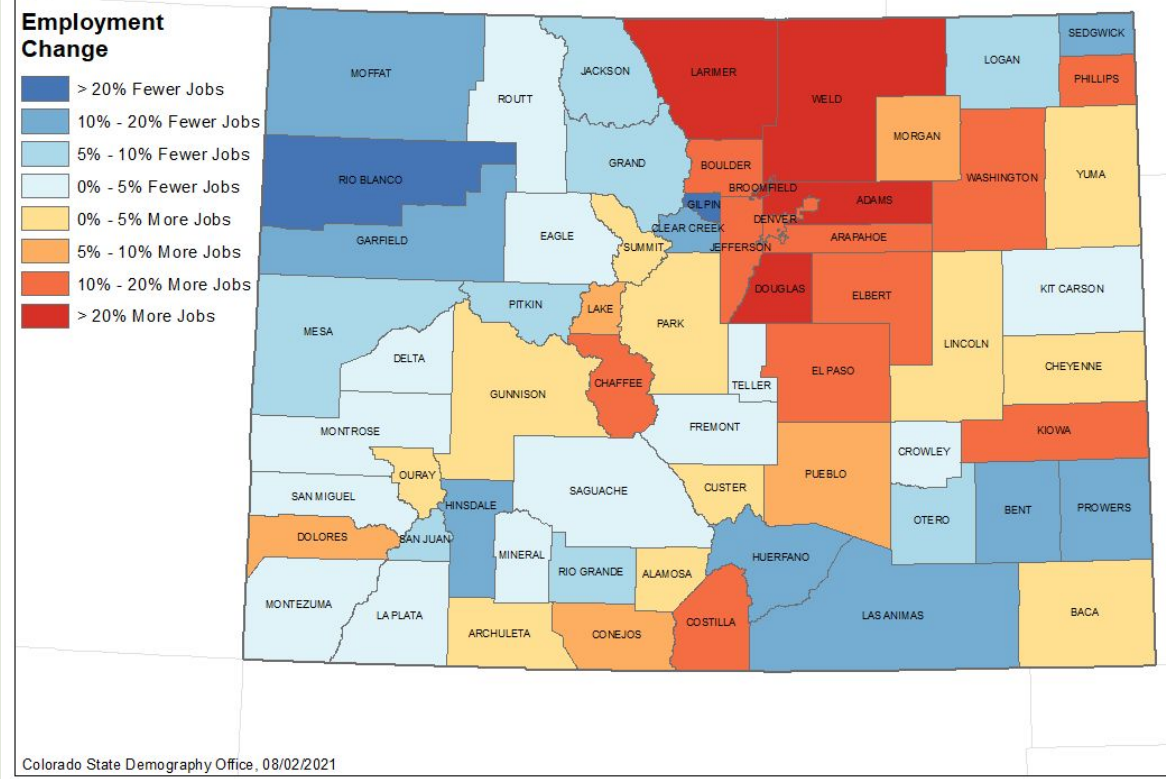 Employment
Change
> 20% Fewer Jobs
10% - 20% Fewer Jobs
5% - 10% Fewer Jobs
0% - 5% Fewer Jobs
0% - 5% More Jobs
5% - 10% More Jobs
10% - 20% More Jobs
> 20% More Jobs
MOFFAT
ROUTT
JACKSON
LARIMER
WELD
LOGAN
SEDGWICK
PHILLIPS
MORGAN
GRAND
BOULDER
RIO BLANCO
WASHINGTON
YUMA
BROOMFIELD
GILPIN
ADAMS
DENVER
CLEAR CREEK
GARFIELD
EAGLE
SUMMIT
JEFFERSON
ARAPAHOE
DOUGLAS
ELBERT
KIT CARSON
PITKIN
LAKE
PARK
MESA
LINCOLN
DELTA
CHEYENNE
GUNNISON
CHAFFEE
TELLER
EL PASO
MONTROSE
FREMONT
KIOWA
CROWLEY
OURAY
PUEBLO
SAN MIGUEL
HINSDALE
SAGUACHE
CUSTER
OTERO
BENT
PROWERS
DOLORES
SAN JUAN
MINERAL
RIO GRANDE
ALAMOSA
HUERFANO
MONTEZUMA
LA PLATA
ARCHULETA
CONEJOS
COSTILLA
LAS ANIMAS
BACA
Colorado State Demography Office, 08/02/2021